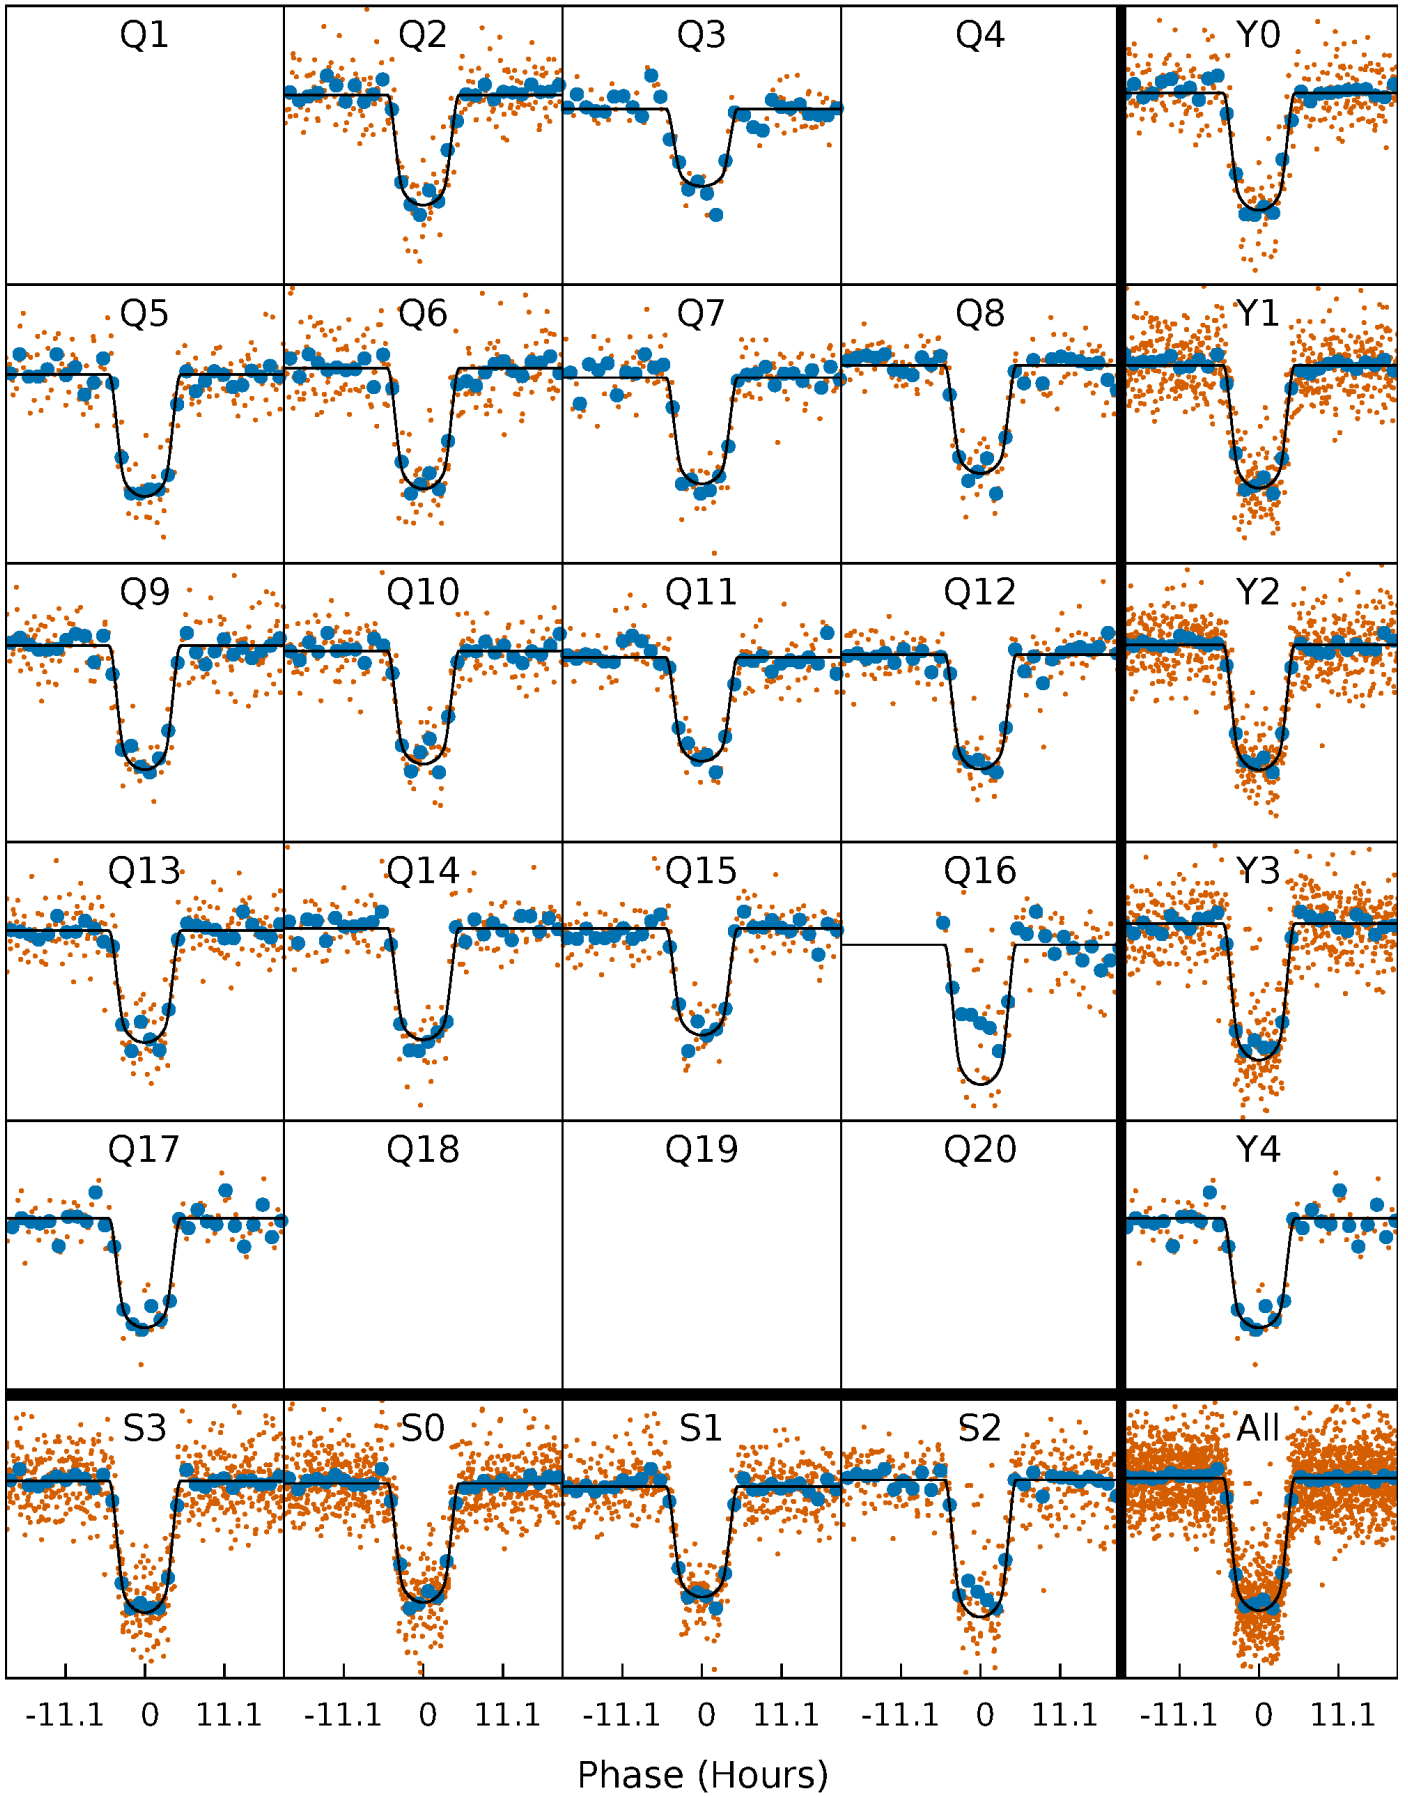 Q1 Q2 Q3 Q4 Y0
Q5 Q6 Q7 Q8 Y1
Q9 Q10 Q11 Q12 Y2
Q13 Q14 Q15 Q16 Y3
Q17 Q18 Q19 Q20 Y4
S3 S0 S1 S2 All
-11.1 0 11.1 -11.1 0 11.1 -11.1 0 11.1 -11.1 0 11.1 -11.1 0 11.1
Phase (Hours)